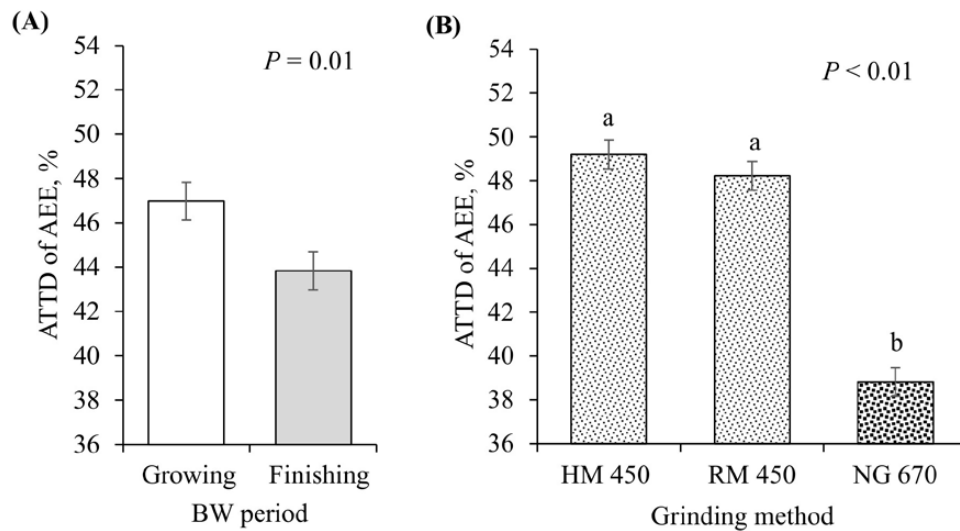 (A)
54
52
50
48
46
44
42
40
38
36
ATTD of AEE, %
P = 0.01
Growing Finishing
BW period
(B)
54
52
50
48
46
44
42
40
38
36
ATTD of AEE, %
P < 0.01
a
a
b
HM 450 RM 450 NG 670
Grinding method